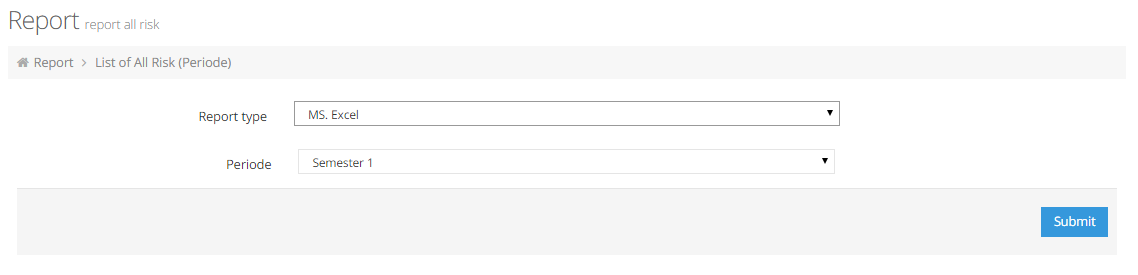 Report report all risk
Report > List of All Risk (Periode)
Report type MS. Excel
Periode Semester 1
Submit